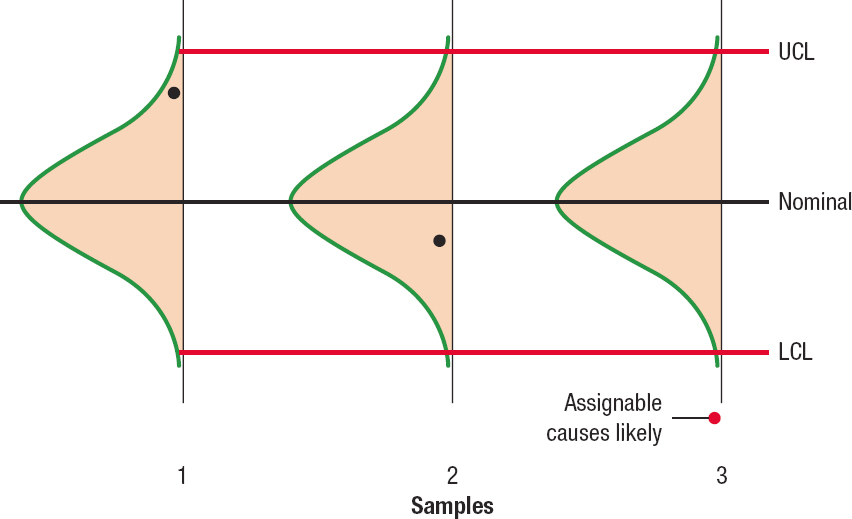 UCL
Nominal
LCL
Assignable
causes likely
1
2
3
Samples